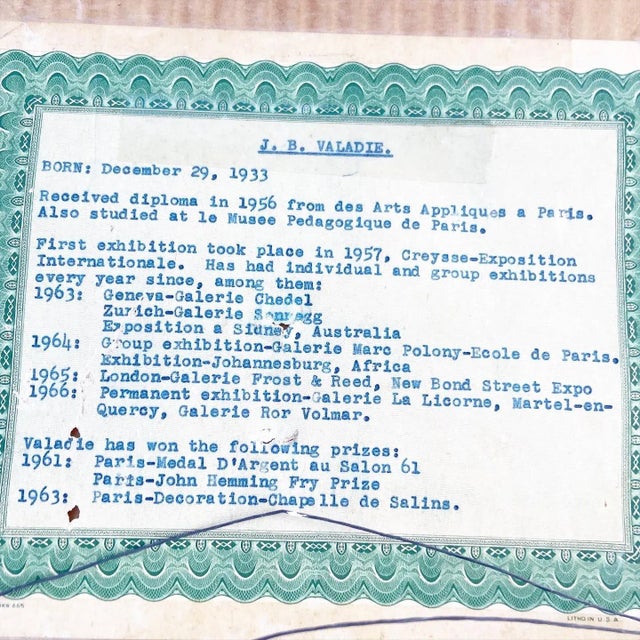 J. B. VALADIE.
BORN: December 29, 1933
Received diploma in 1956 from des Arts Appliques a Paris.
Also studied at le Musee Pedagogique de Paris.
First exhibition took place in 1957, Creysse-Exposition
Internationale. Has had individual and group exhibitions
every year since, among them:
1963: Geneva-Galerie Chedel
Zurich-Galerie
Exposition a Sidney, Australia
1964: Group exhibition-Galerie Marc Polony-Ecole de Paris.
Exhibition-Johannesburg, Africa
1965: London-Galerie Frost & Reed, New Bond Street Expo
1966: Permanent exhibition-Galerie La Licorne, Martel-en-
Quercy, Galerie Ror Volmar.
Valadie has won the following prizes:
1961: Paris-Medal D'Argent au Salon 61
Paris-John Hemming Fry Prize
1963: Paris-Decoration-Chapelle de Salins.
LITHO IN U.S.A.